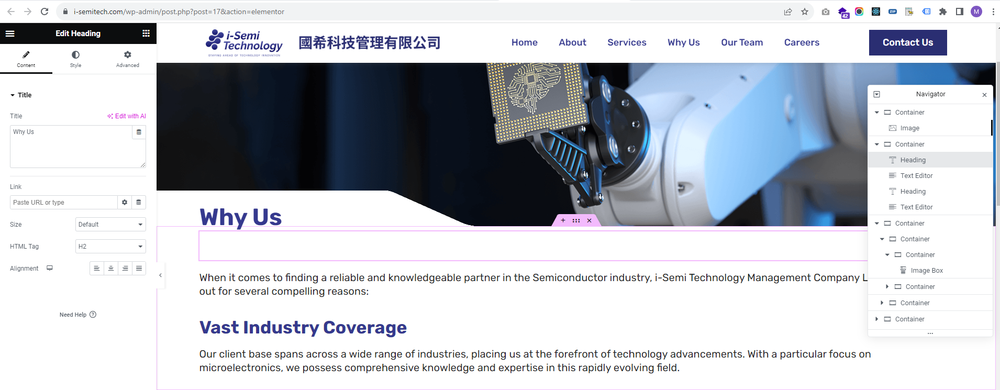 i-semitech.com/wp-admin/post.php?post=17&action=elementor
42
ZIP
M
Edit Heading
Content
Style
Advanced
Title
Title
Edit with AI
Why Us
Link
Paste URL or type
Size
Default
HTML Tag
H2
Alignment
Need Help
i-Semi
Technology
STAYING AHEAD OF TECHNOLOGY INNOVATION
國希科技管理有限公司
Home
About
Services
Why Us
Our Team
Careers
Contact Us
Why Us
When it comes to finding a reliable and knowledgeable partner in the Semiconductor industry, i-Semi Technology Management Company L
out for several compelling reasons:
Vast Industry Coverage
Our client base spans across a wide range of industries, placing us at the forefront of technology advancements. With a particular focus on
microelectronics, we possess comprehensive knowledge and expertise in this rapidly evolving field.
Navigator
Container
Image
Container
Heading
Text Editor
Heading
Text Editor
Container
Container
Container
Image Box
Container
Container
Container